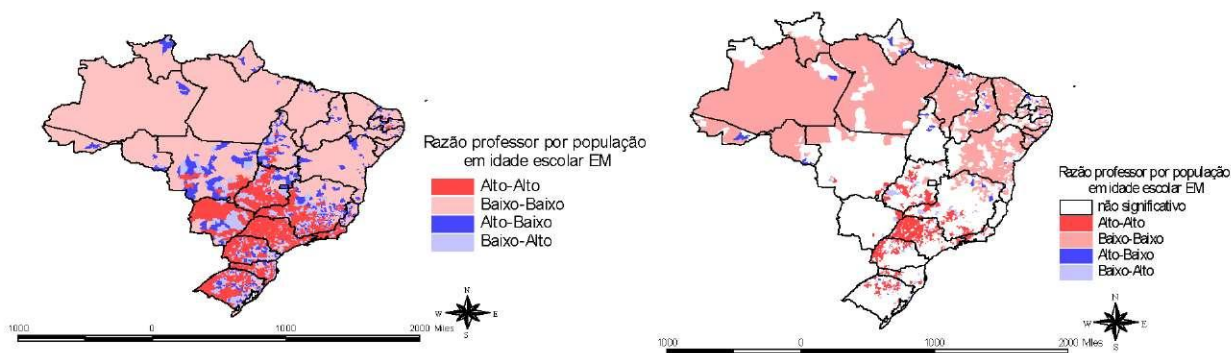 Razão professor por população
em idade escolar EM
Alto-Alto
Baixo-Baixo
Alto-Baixo
Baixo-Alto
N
W E
S
1000 0 1000 2000 Miles
Razão professor por população
em idade escolar EM
não significativo
Alto-Alto
Baixo-Baixo
Alto-Baixo
Baixo-Alto
N
W E
S
1000 0 1000 2000 Miles